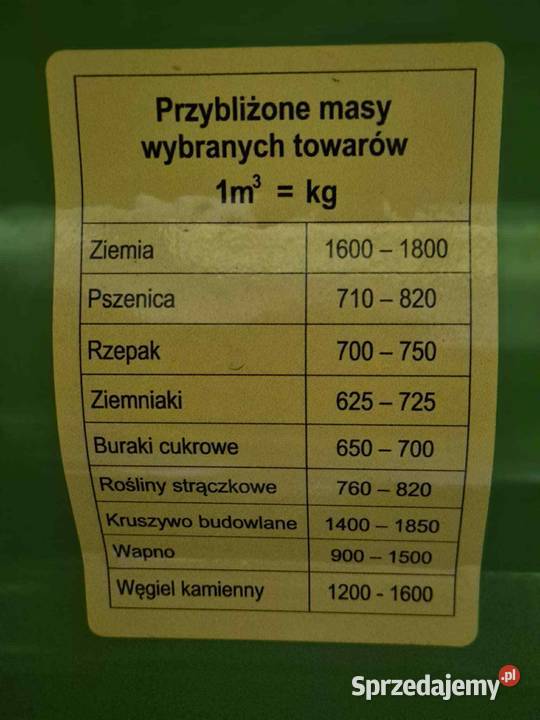 Przybliżone masy
wybranych towarów
1m³ = kg
Ziemia 1600 – 1800
Pszenica 710 – 820
Rzepak 700 – 750
Ziemniaki 625 – 725
Buraki cukrowe 650 – 700
Rośliny strączkowe 760 – 820
Kruszywo budowlane 1400 – 1850
Wapno 900 – 1500
Węgiel kamienny 1200 - 1600
Sprzedajemy.pl